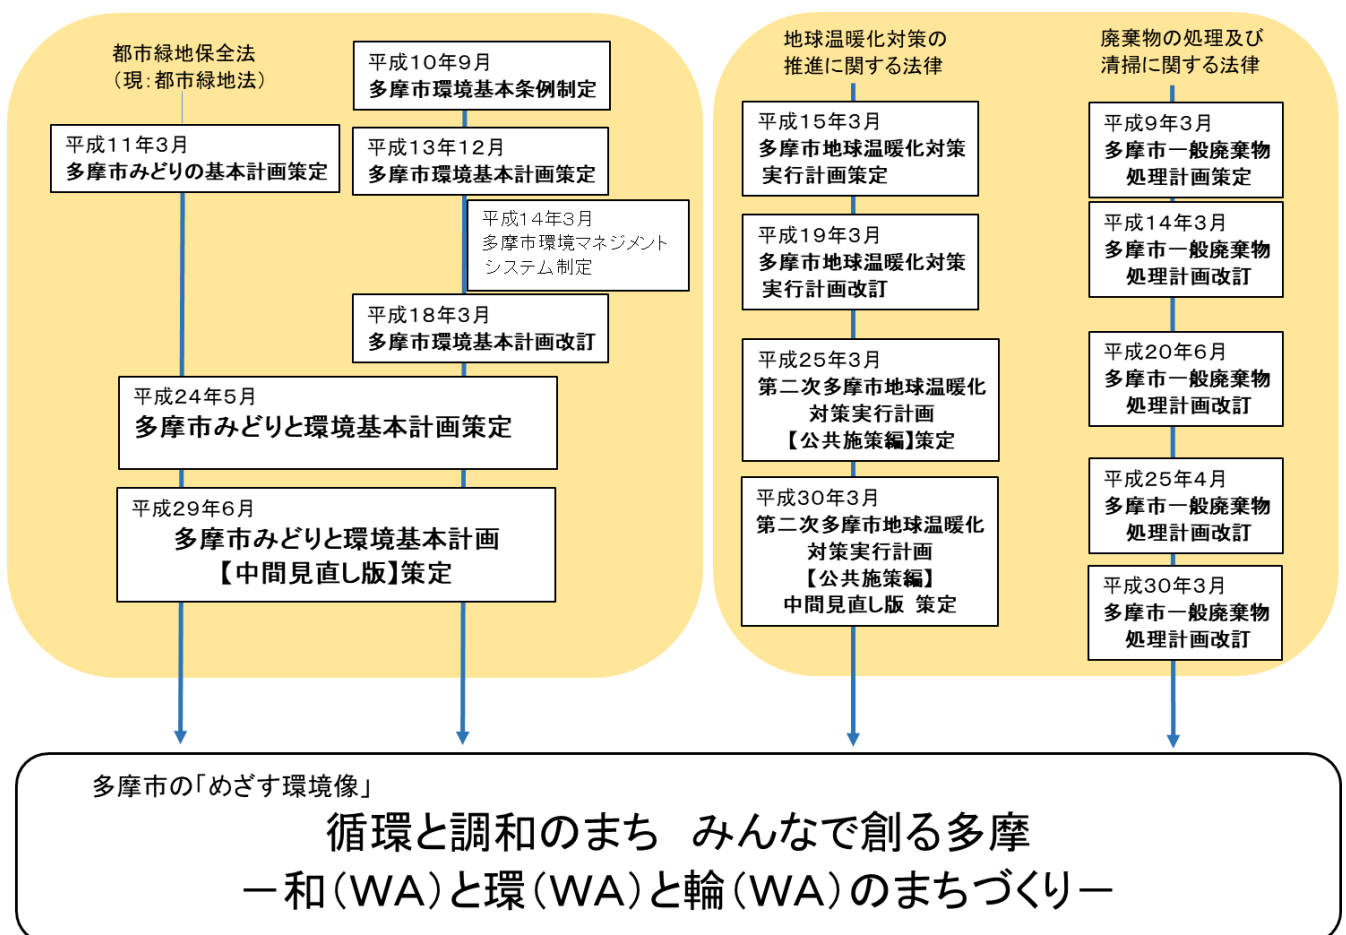 都市緑地保全法
（現：都市緑地法）
平成11年3月
多摩市みどりの基本計画策定
平成10年9月
多摩市環境基本条例制定
平成13年12月
多摩市環境基本計画策定
平成14年3月
多摩市環境マネジメント
システム制定
平成18年3月
多摩市環境基本計画改訂
平成24年5月
多摩市みどりと環境基本計画策定
平成29年6月
多摩市みどりと環境基本計画
【中間見直し版】策定
地球温暖化対策の
推進に関する法律
平成15年3月
多摩市地球温暖化対策
実行計画策定
平成19年3月
多摩市地球温暖化対策
実行計画改訂
平成25年3月
第二次多摩市地球温暖化
対策実行計画
【公共施策編】策定
平成30年3月
第二次多摩市地球温暖化
対策実行計画
【公共施策編】
中間見直し版 策定
廃棄物の処理及び
清掃に関する法律
平成9年3月
多摩市一般廃棄物
処理計画策定
平成14年3月
多摩市一般廃棄物
処理計画改訂
平成20年6月
多摩市一般廃棄物
処理計画改訂
平成25年4月
多摩市一般廃棄物
処理計画改訂
平成30年3月
多摩市一般廃棄物
処理計画改訂
多摩市の「めざす環境像」
循環と調和のまち みんなで創る多摩
－和（WA）と環（WA）と輪（WA）のまちづくり－